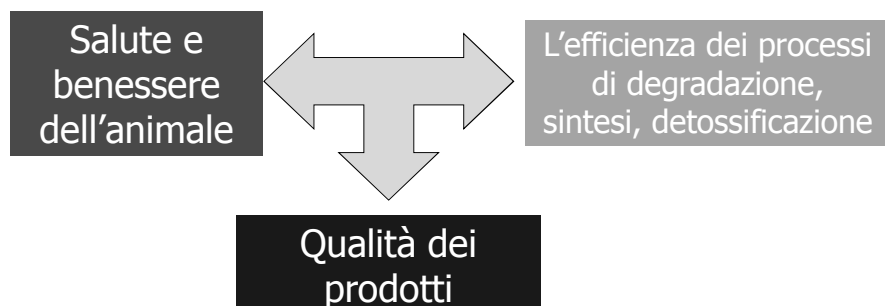 Salute e
benessere
dell’animale
L’efficienza dei processi
di degradazione,
sintesi, detossificazione
Qualità dei
prodotti